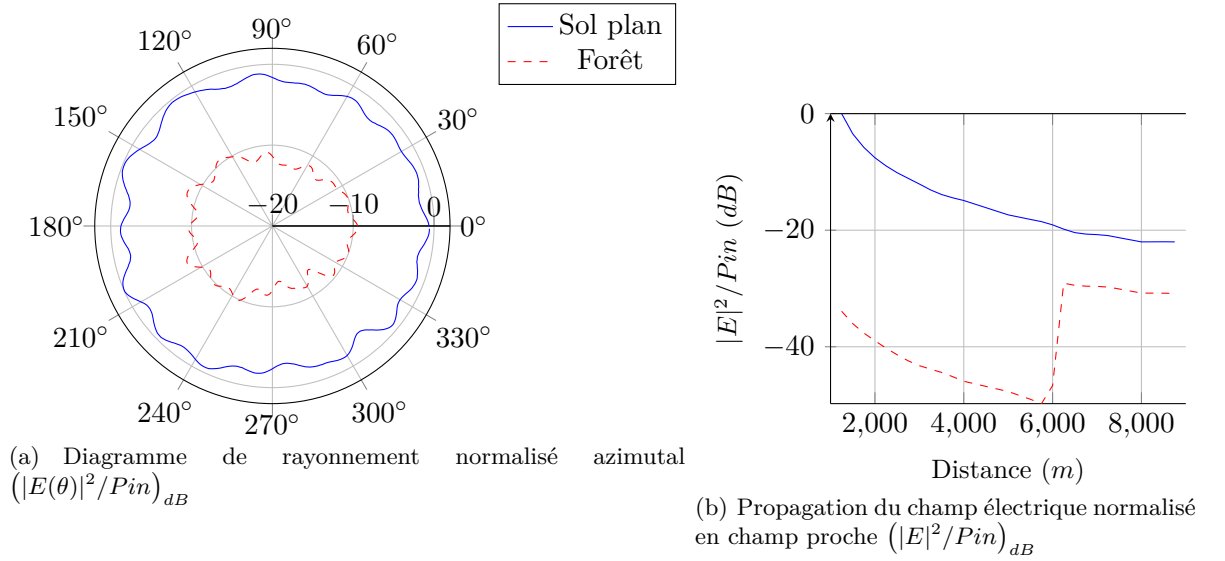 Sol plan
Forêt
90°
60°
30°
0°
330°
300°
270°
240°
210°
180°
150°
120°
−20
−10
0
(a) Diagramme de rayonnement normalisé azimutal
(|E(θ)|²/Pin)_{dB}
0
−20
−40
|E|²/Pin (dB)
2,000
4,000
6,000
8,000
Distance (m)
(b) Propagation du champ électrique normalisé
en champ proche (|E|²/Pin)_{dB}